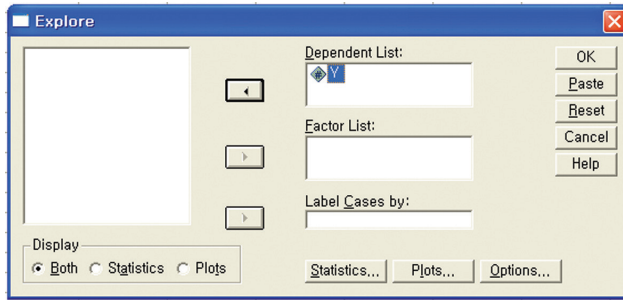 Explore
Dependent List:
Y
Factor List:
Label Cases by:
Display
Both Statistics Plots
Statistics... Plots... Options...
OK
Paste
Reset
Cancel
Help